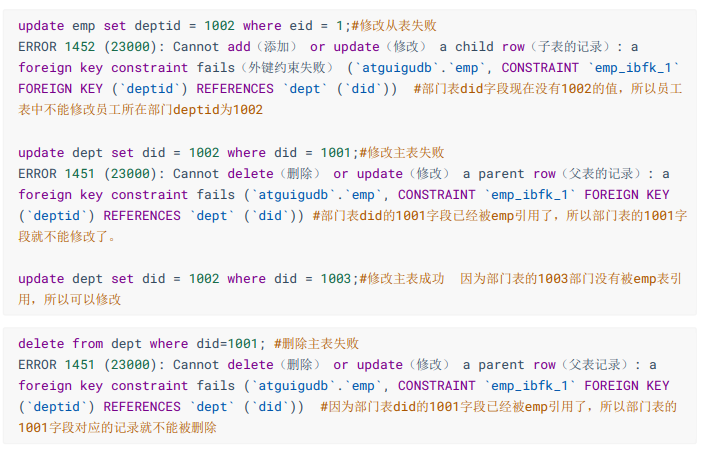 update emp set deptid = 1002 where eid = 1;#修改从表失败
ERROR 1452 (23000): Cannot add（添加） or update（修改） a child row（子表的记录）: a
foreign key constraint fails（外键约束失败） (`atguigudb`.`emp`, CONSTRAINT `emp_ibfk_1`
FOREIGN KEY (`deptid`) REFERENCES `dept` (`did`))  #部门表did字段现在没有1002的值，所以员工
表中不能修改员工所在部门deptid为1002
update dept set did = 1002 where did = 1001;#修改主表失败
ERROR 1451 (23000): Cannot delete（删除） or update（修改） a parent row（父表的记录）: a
foreign key constraint fails (`atguigudb`.`emp`, CONSTRAINT `emp_ibfk_1` FOREIGN KEY
(`deptid`) REFERENCES `dept` (`did`)) #部门表did的1001字段已经被emp引用了，所以部门表的1001字
段就不能修改了。
update dept set did = 1002 where did = 1003;#修改主表成功  因为部门表的1003部门没有被emp表引
用，所以可以修改
delete from dept where did=1001; #删除主表失败
ERROR 1451 (23000): Cannot delete（删除） or update（修改） a parent row（父表记录）: a
foreign key constraint fails (`atguigudb`.`emp`, CONSTRAINT `emp_ibfk_1` FOREIGN KEY
(`deptid`) REFERENCES `dept` (`did`))  #因为部门表did的1001字段已经被emp引用了，所以部门表的
1001字段对应的记录就不能被删除